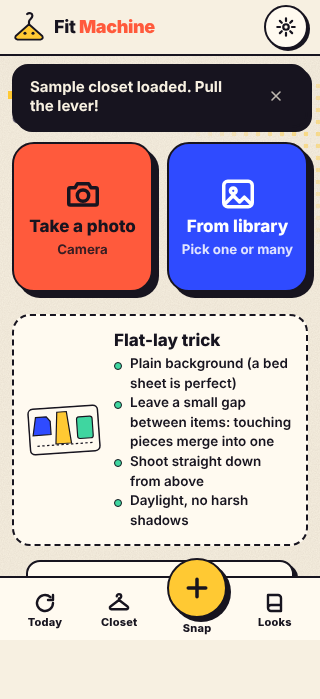 Fit Machine
Sample closet loaded. Pull
the lever!
Take a photo
Camera
From library
Pick one or many
Flat-lay trick
Plain background (a bed
sheet is perfect)
Leave a small gap
between items: touching
pieces merge into one
Shoot straight down
from above
Daylight, no harsh
shadows
Today
Closet
Snap
Looks